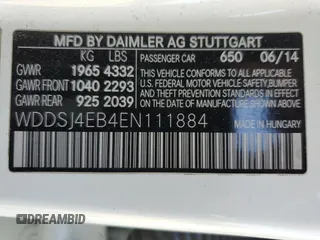 MFD BY DAIMLER AG STUTTGART
KG LBS
GVWR 1965 4332
GAWR FRONT 1040 2293
GAWR REAR 925 2039
PASSENGER CAR 650 06/14
THIS VEHICLE CONFORMS TO ALL APPLICABLE
U.S. FEDERAL MOTOR VEHICLE SAFETY, BUMPER
AND THEFT PREVENTION STANDARDS IN EFFECT ON
THE DATE OF MANUFACTURE SHOWN ABOVE
WDDSJ4EB4EN111884
MADE IN HUNGARY
@DREAMBID